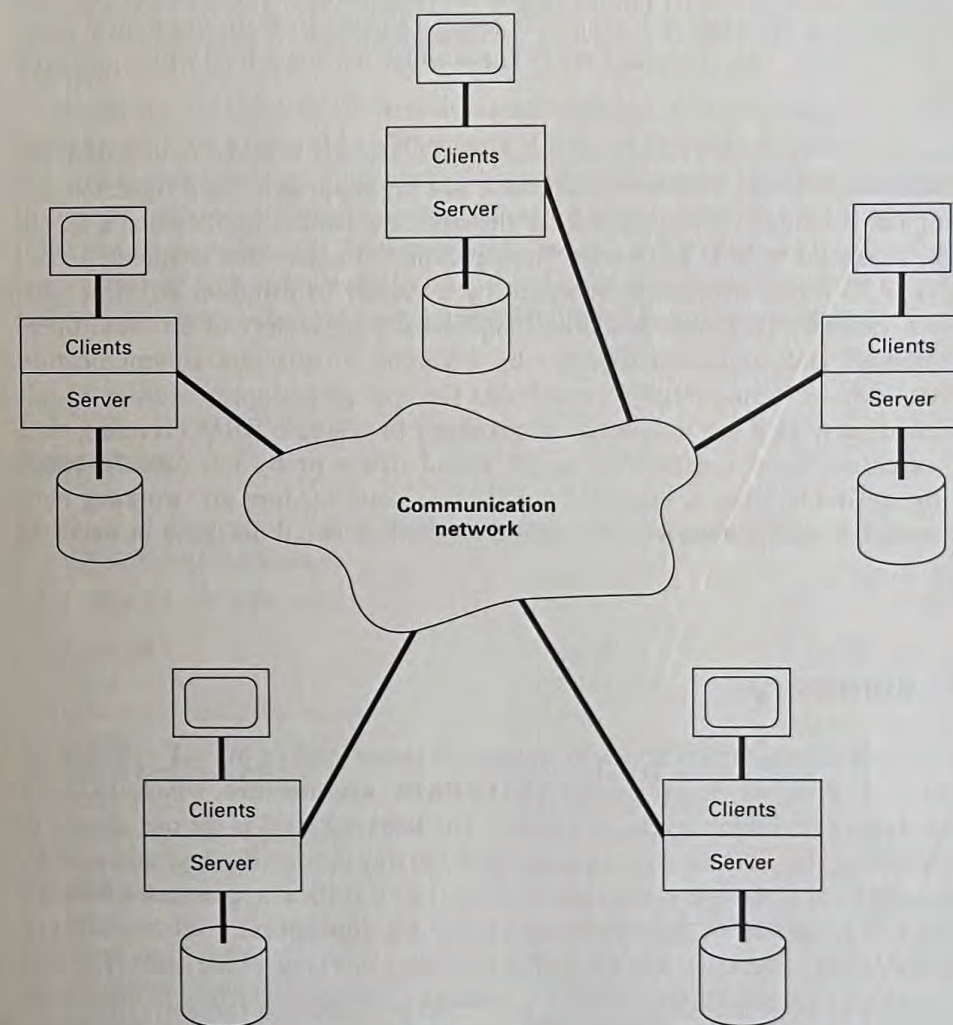 Clients
Server
Clients
Server
Clients
Server
Communication
network
Clients
Server
Clients
Server